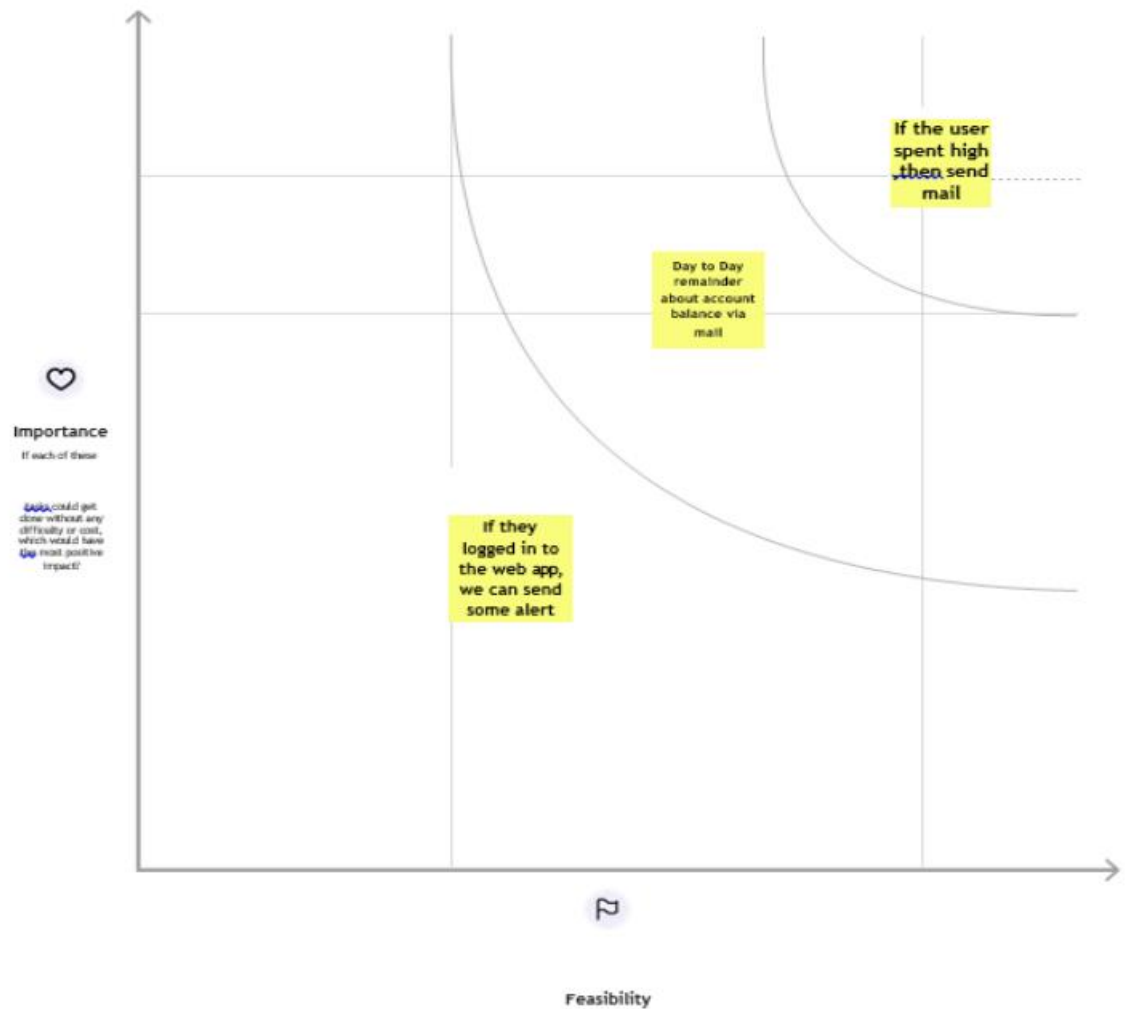 If the user
spent high
,then send
mail
Day to Day
remainder
about account
balance via
mail
Importance
If each of these
tasks could get
done without any
difficulty or cost,
which would have
the most positive
impact?
If they
logged in to
the web app,
we can send
some alert
Feasibility